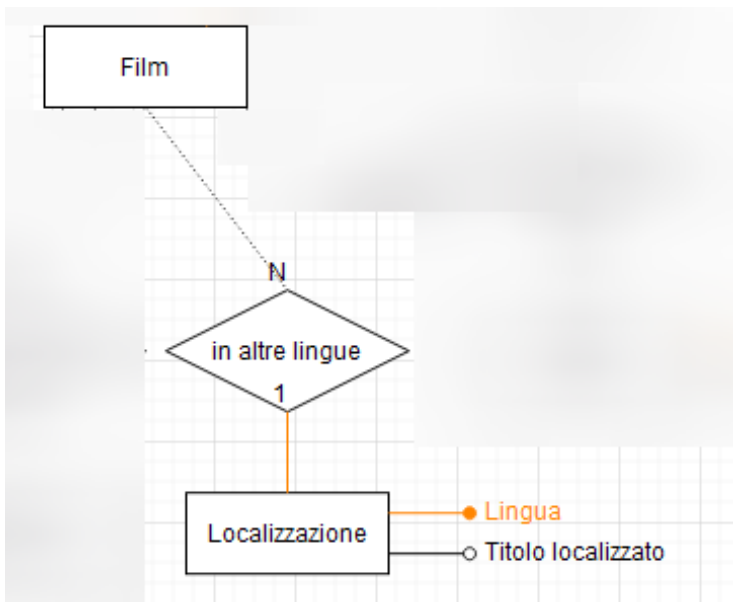 Film
N
in altre lingue
1
Lingua
Localizzazione
Titolo localizzato